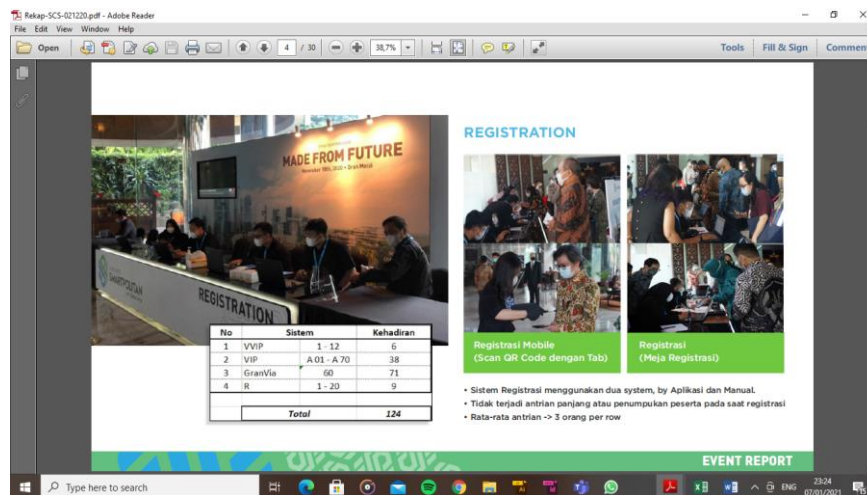 Rekap-SCS-021220.pdf - Adobe Reader
File Edit View Window Help
Open 4 / 30 38,7% Tools Fill & Sign Comment
MADE FROM FUTURE
SMARTPOLITAN
REGISTRATION
No Sistem Kehadiran
1 VVIP 1 - 12 6
2 VIP A 01 - A 70 38
3 GranVia 60 71
4 R 1 - 20 9
Total 124
REGISTRATION
Registrasi Mobile
(Scan QR Code dengan Tab)
Registrasi
(Meja Registrasi)
• Sistem Registrasi menggunakan dua system, by Aplikasi dan Manual.
• Tidak terjadi antrian panjang atau penumpukan peserta pada saat registrasi
• Rata-rata antrian -> 3 orang per row
EVENT REPORT
Type here to search
ENG
23:24
07/01/2021